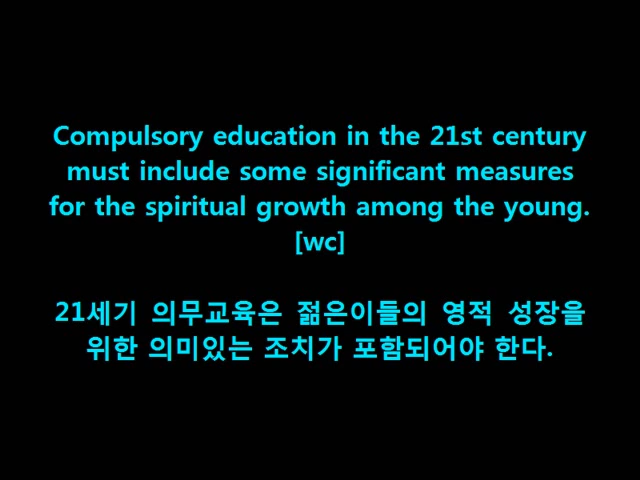 Compulsory education in the 21st century
must include some significant measures
for the spiritual growth among the young.
[wc]
21세기 의무교육은 젊은이들의 영적 성장을
위한 의미있는 조치가 포함되어야 한다.